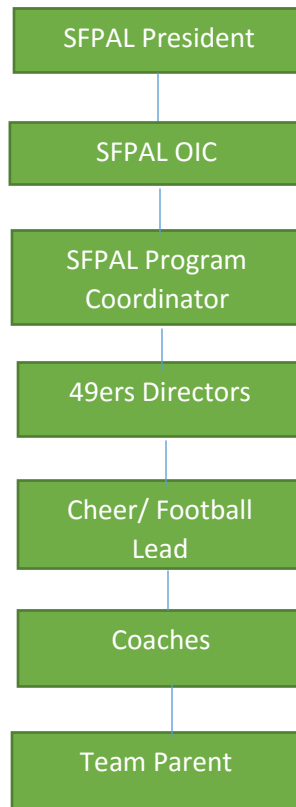 SFPAL President
SFPAL OIC
SFPAL Program
Coordinator
49ers Directors
Cheer/ Football
Lead
Coaches
Team Parent